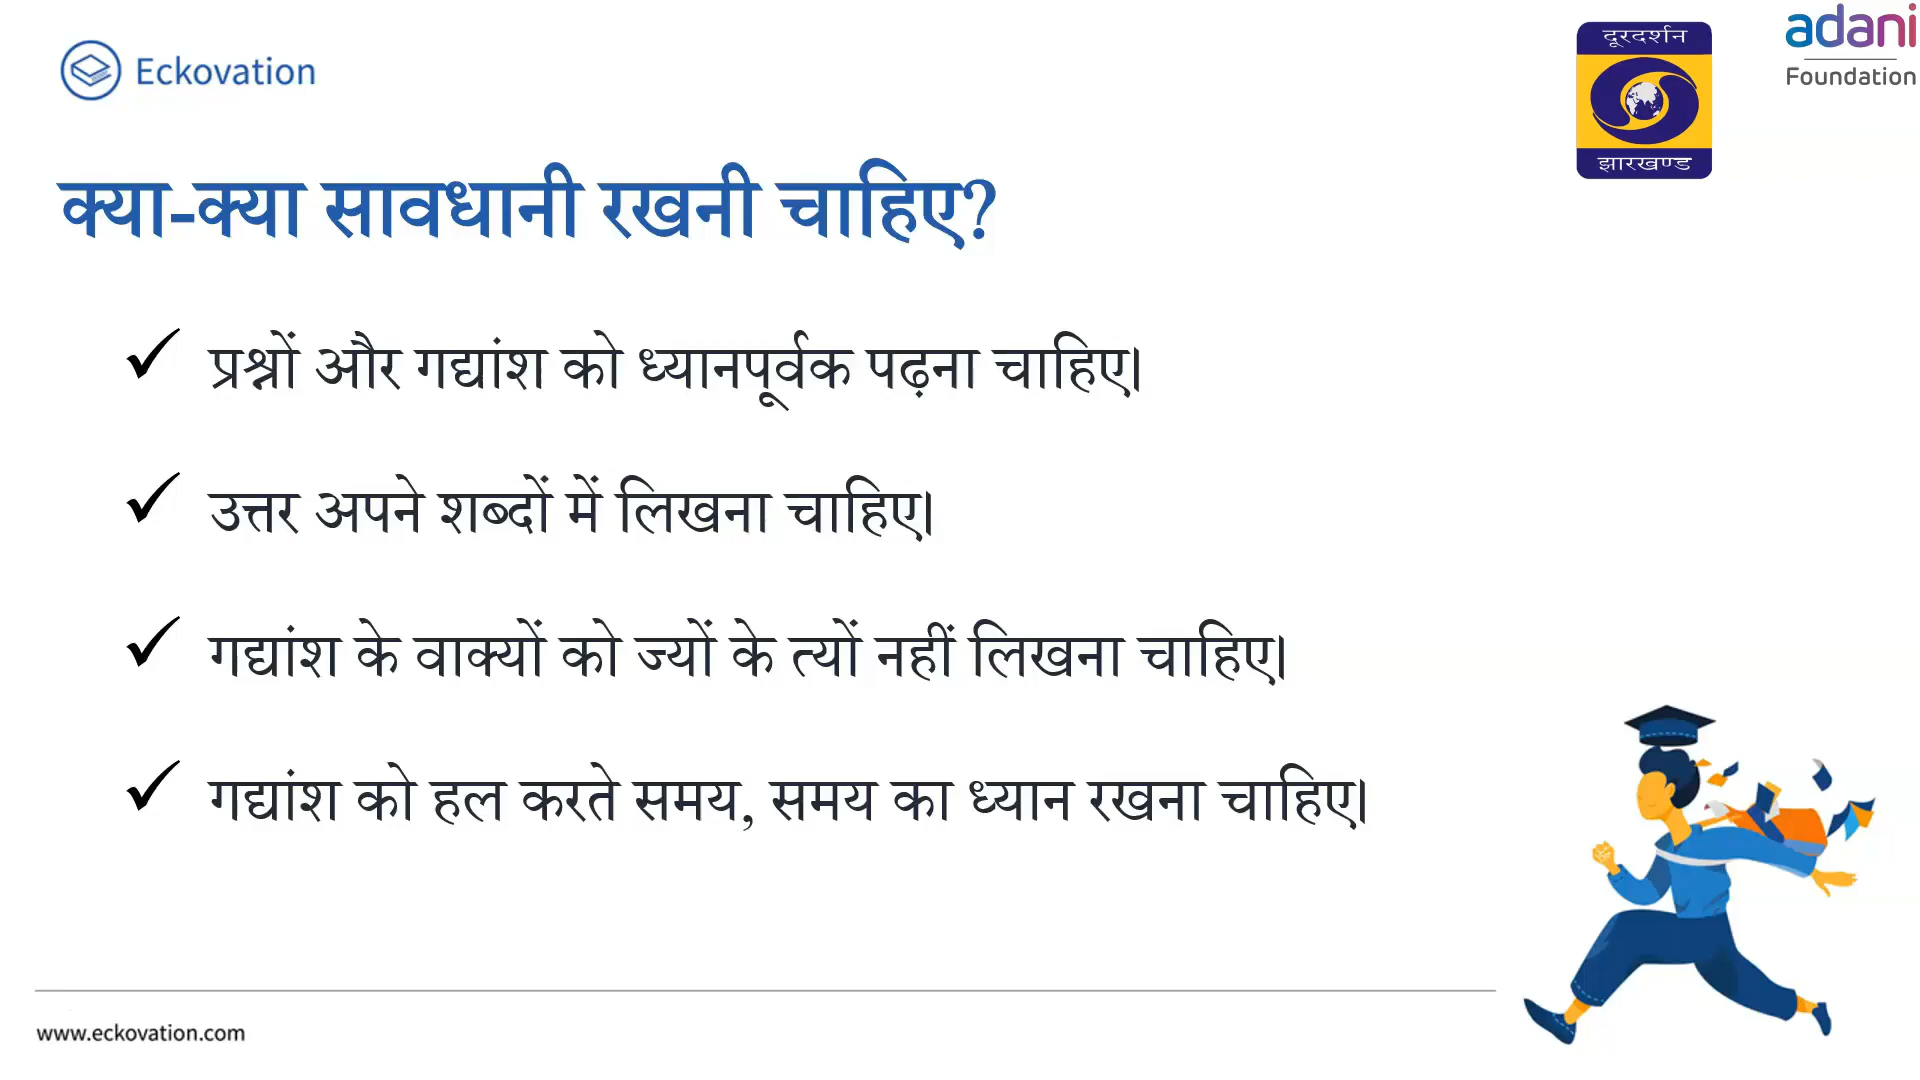 Eckovation
दूरदर्शन
झारखण्ड
adani
Foundation
क्या-क्या सावधानी रखनी चाहिए?
✓ प्रश्नों और गद्यांश को ध्यानपूर्वक पढ़ना चाहिए।
✓ उत्तर अपने शब्दों में लिखना चाहिए।
✓ गद्यांश के वाक्यों को ज्यों के त्यों नहीं लिखना चाहिए।
✓ गद्यांश को हल करते समय, समय का ध्यान रखना चाहिए।
www.eckovation.com